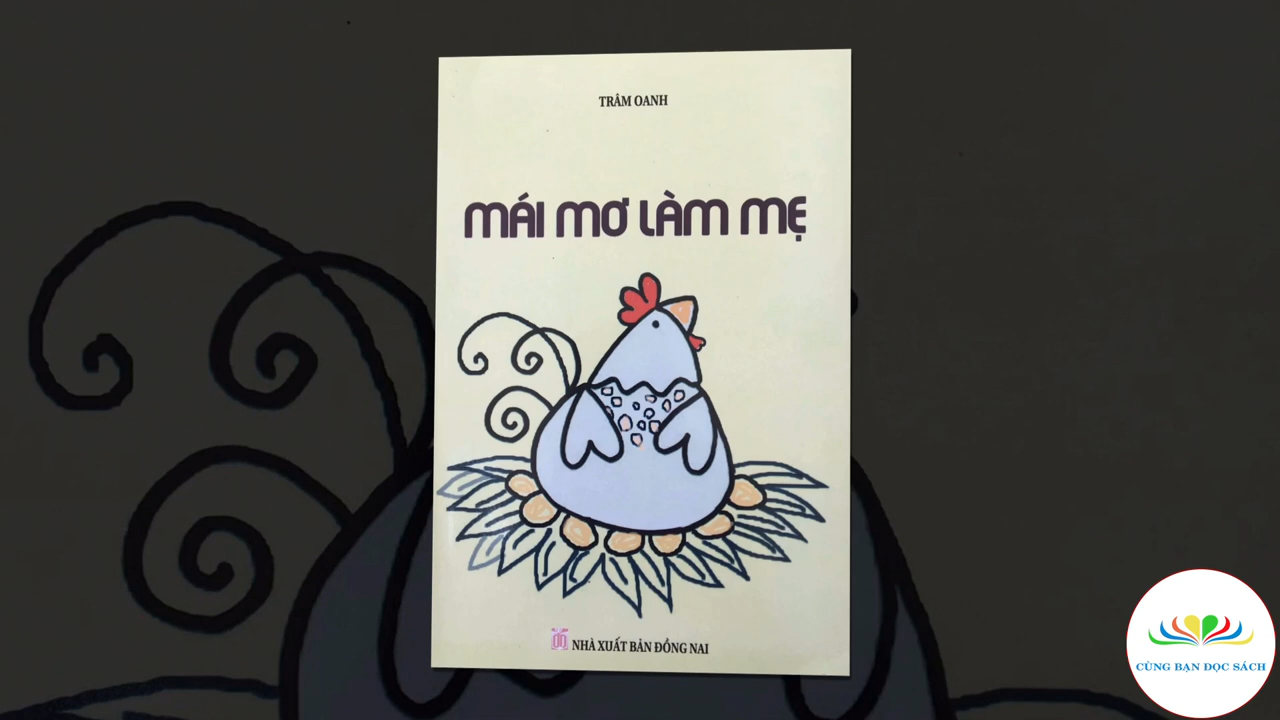 TRÂM OANH
MÁI MƠ LÀM MẸ
NHÀ XUẤT BẢN ĐỒNG NAI
CÙNG BẠN ĐỌC SÁCH